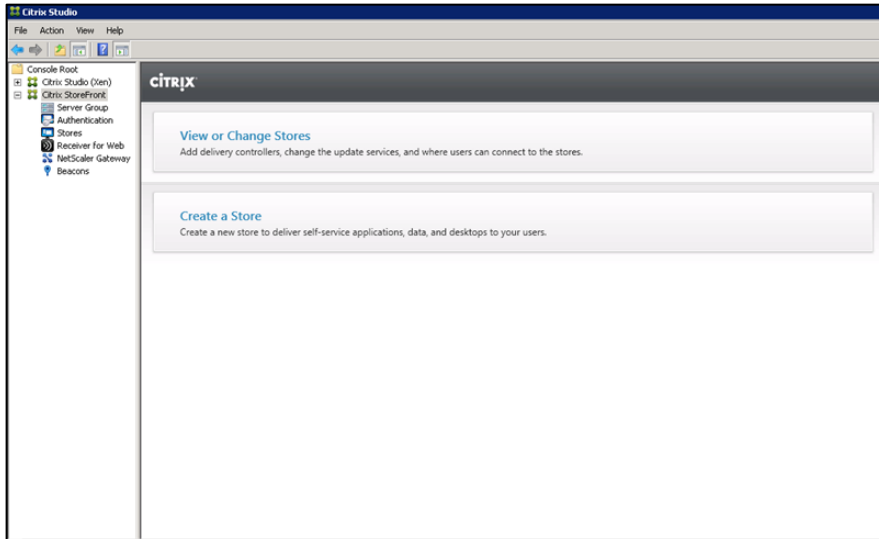 Citrix Studio
File Action View Help
Console Root
Citrix Studio (Xen)
Citrix StoreFront
Server Group
Authentication
Stores
Receiver for Web
NetScaler Gateway
Beacons
CITRIX
View or Change Stores
Add delivery controllers, change the update services, and where users can connect to the stores.
Create a Store
Create a new store to deliver self-service applications, data, and desktops to your users.